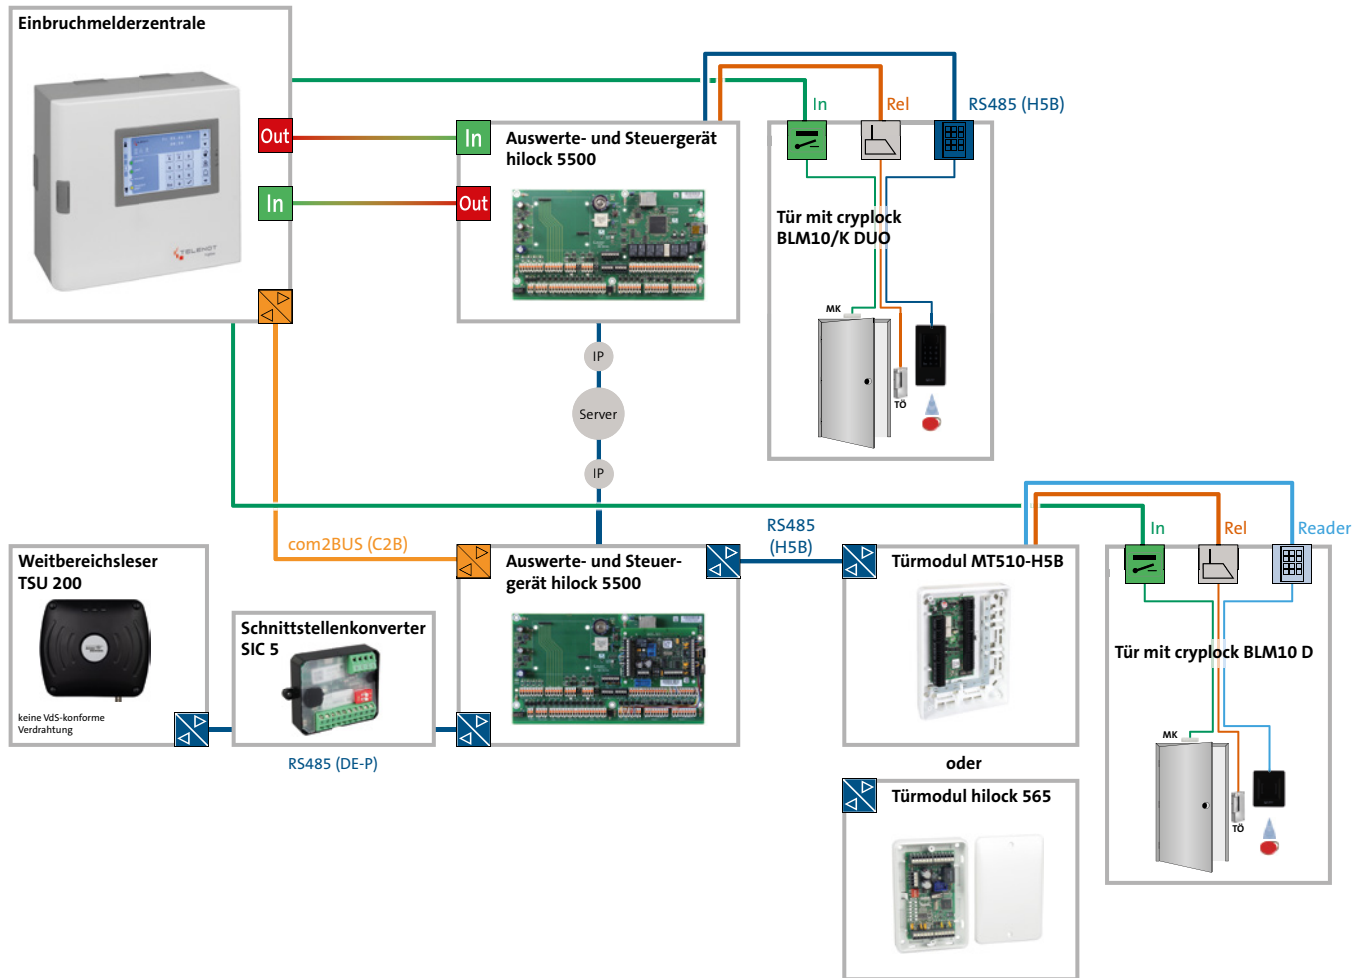 Einbruchmelderzentrale
TELENOT
Out
In
In
Out
Auswerte- und Steuergerät
hilock 5500
In
Rel
RS485 (H5B)
Tür mit cryplock
BLM10/K DUO
MK
TÖ
IP
Server
IP
com2BUS (C2B)
Weitbereichsleser
TSU 200
keine VdS-konforme
Verdrahtung
Schnittstellenkonverter
SIC 5
RS485 (DE-P)
Auswerte- und Steuer-
gerät hilock 5500
RS485
(H5B)
Türmodul MT510-H5B
oder
Türmodul hilock 565
In
Rel
Reader
Tür mit cryplock BLM10 D
MK
TÖ